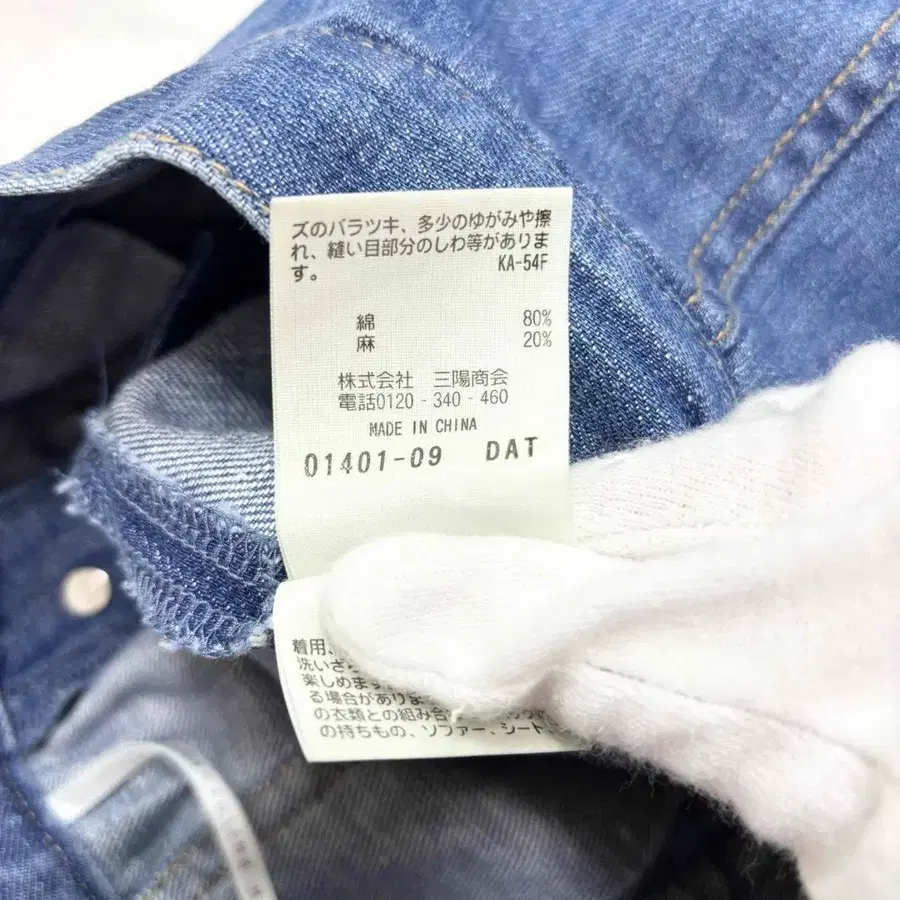 ズのバラツキ、多少のゆがみや擦
れ、縫い目部分のしわ等がありま
す。 KA-54F
綿 80%
麻 20%
株式会社 三陽商会
電話0120-340-460
MADE IN CHINA
01401-09 DAT
着用、
洗いざら
楽しめます
る場合があります
の衣類との組み合
の持ちもの、ソファー、シート、